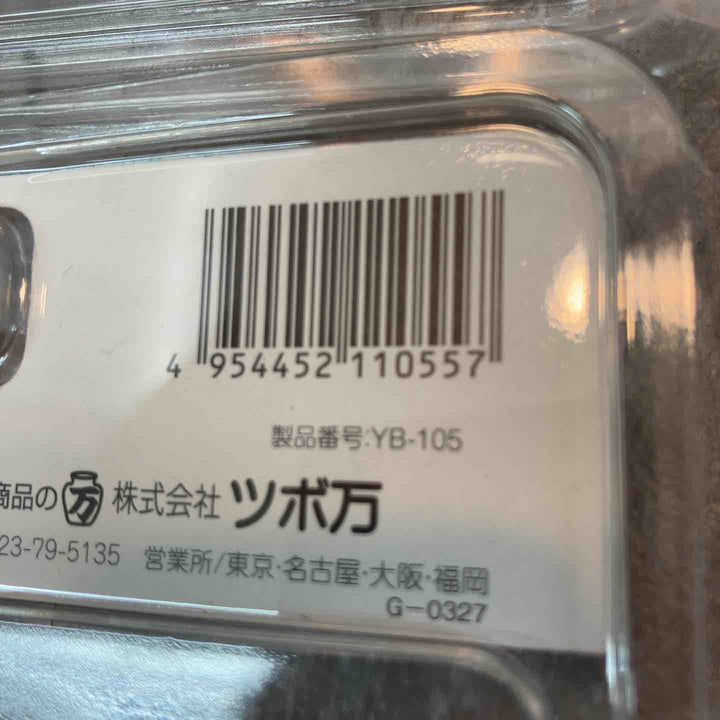 4 954452 110557
製品番号:YB-105
商品の 万 株式会社 ツボ万
23-79-5135 営業所/東京・名古屋・大阪・福岡
G-0327